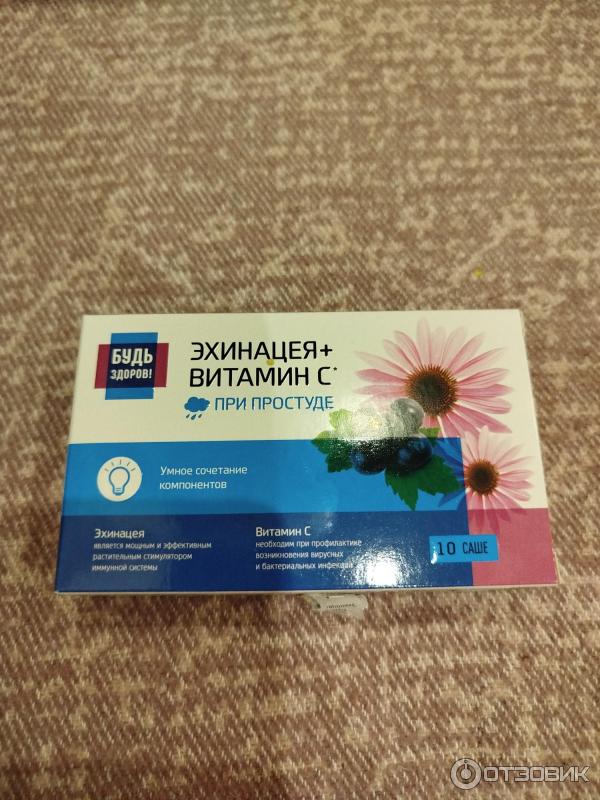 БУДЬ
ЗДОРОВ!
ЭХИНАЦЕЯ+
ВИТАМИН С*
ПРИ ПРОСТУДЕ
Умное сочетание
компонентов
Эхинацея
является мощным и эффективным
растительным стимулятором
иммунной системы
Витамин С
необходим при профилактике
возникновения вирусных
и бактериальных инфекций
10 САШЕ
ОТЗОВИК